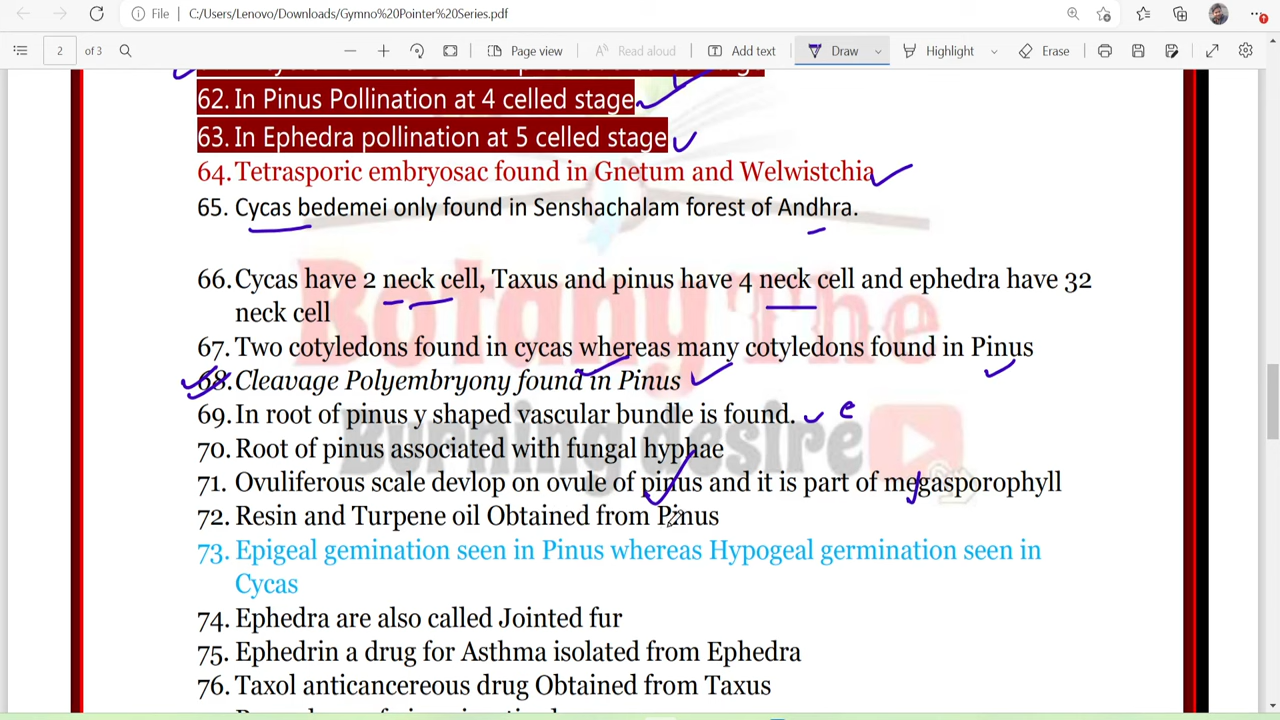 File
C:/Users/Lenovo/Downloads/Gymno%20Pointer%20Series.pdf
2 of 3
Page view
Read aloud
Add text
Draw
Highlight
Erase
62. In Pinus Pollination at 4 celled stage
63. In Ephedra pollination at 5 celled stage
64. Tetrasporic embryosac found in Gnetum and Welwistchia
65. Cycas bedemei only found in Senshachalam forest of Andhra.
66. Cycas have 2 neck cell, Taxus and pinus have 4 neck cell and ephedra have 32
neck cell
67. Two cotyledons found in cycas whereas many cotyledons found in Pinus
68. Cleavage Polyembryony found in Pinus
69. In root of pinus y shaped vascular bundle is found. e
70. Root of pinus associated with fungal hyphae
71. Ovuliferous scale devlop on ovule of pinus and it is part of megasporophyll
72. Resin and Turpene oil Obtained from Pinus
73. Epigeal gemination seen in Pinus whereas Hypogeal germination seen in
Cycas
74. Ephedra are also called Jointed fur
75. Ephedrin a drug for Asthma isolated from Ephedra
76. Taxol anticancereous drug Obtained from Taxus
Botany The
Burning desire